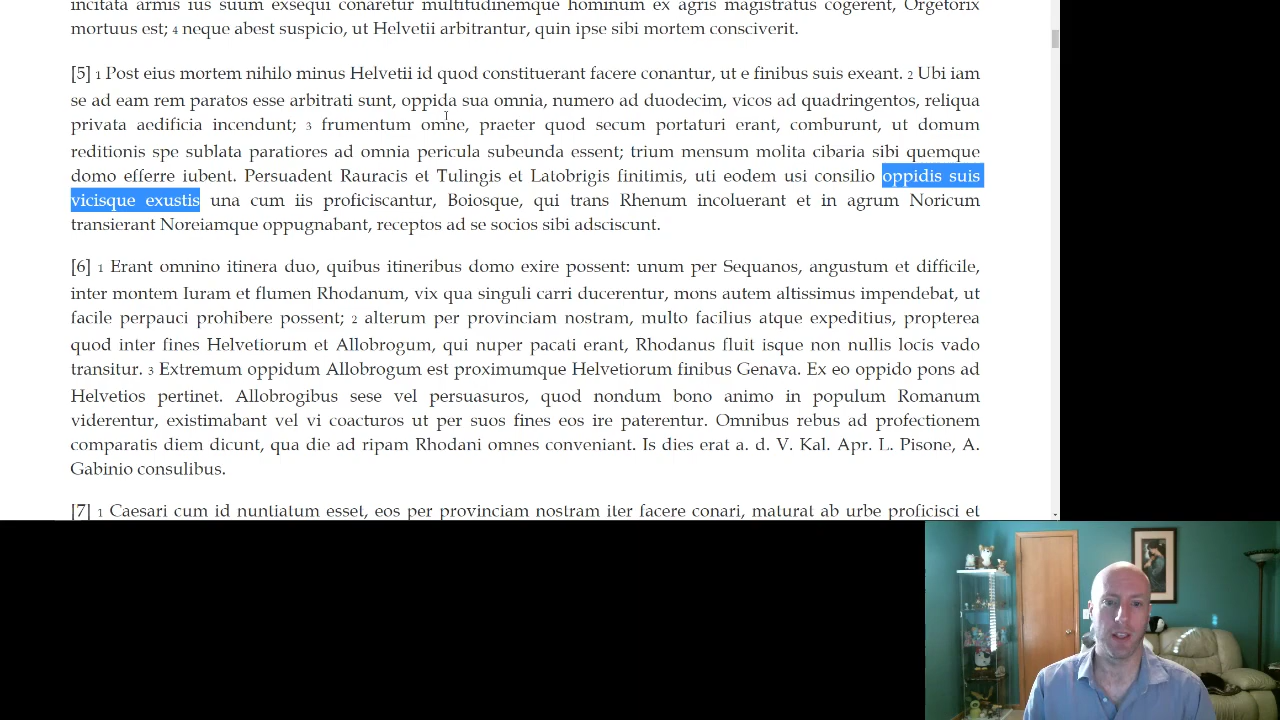 incitata armis ius suum exsequi conaretur multitudinemque hominum ex agris magistratus cogerent, Orgetorix
mortuus est; 4 neque abest suspicio, ut Helvetii arbitrantur, quin ipse sibi mortem consciverit.
[5] 1 Post eius mortem nihilo minus Helvetii id quod constituerant facere conantur, ut e finibus suis exeant. 2 Ubi iam
se ad eam rem paratos esse arbitrati sunt, oppida sua omnia, numero ad duodecim, vicos ad quadringentos, reliqua
privata aedificia incendunt; 3 frumentum omne, praeter quod secum portaturi erant, comburunt, ut domum
reditionis spe sublata paratiores ad omnia pericula subeunda essent; trium mensum molita cibaria sibi quemque
domo efferre iubent. Persuadent Rauracis et Tulingis et Latobrigis finitimis, uti eodem usi consilio oppidis suis
vicisque exustis una cum iis proficiscantur, Boiosque, qui trans Rhenum incoluerant et in agrum Noricum
transierant Noreiamque oppugnabant, receptos ad se socios sibi adsciscunt.
[6] 1 Erant omnino itinera duo, quibus itineribus domo exire possent: unum per Sequanos, angustum et difficile,
inter montem Iuram et flumen Rhodanum, vix qua singuli carri ducerentur, mons autem altissimus impendebat, ut
facile perpauci prohibere possent; 2 alterum per provinciam nostram, multo facilius atque expeditius, propterea
quod inter fines Helvetiorum et Allobrogum, qui nuper pacati erant, Rhodanus fluit isque non nullis locis vado
transitur. 3 Extremum oppidum Allobrogum est proximumque Helvetiorum finibus Genava. Ex eo oppido pons ad
Helvetios pertinet. Allobrogibus sese vel persuasuros, quod nondum bono animo in populum Romanum
viderentur, existimabant vel vi coacturos ut per suos fines eos ire paterentur. Omnibus rebus ad profectionem
comparatis diem dicunt, qua die ad ripam Rhodani omnes conveniant. Is dies erat a. d. V. Kal. Apr. L. Pisone, A.
Gabinio consulibus.
[7] 1 Caesari cum id nuntiatum esset, eos per provinciam nostram iter facere conari, maturat ab urbe proficisci et